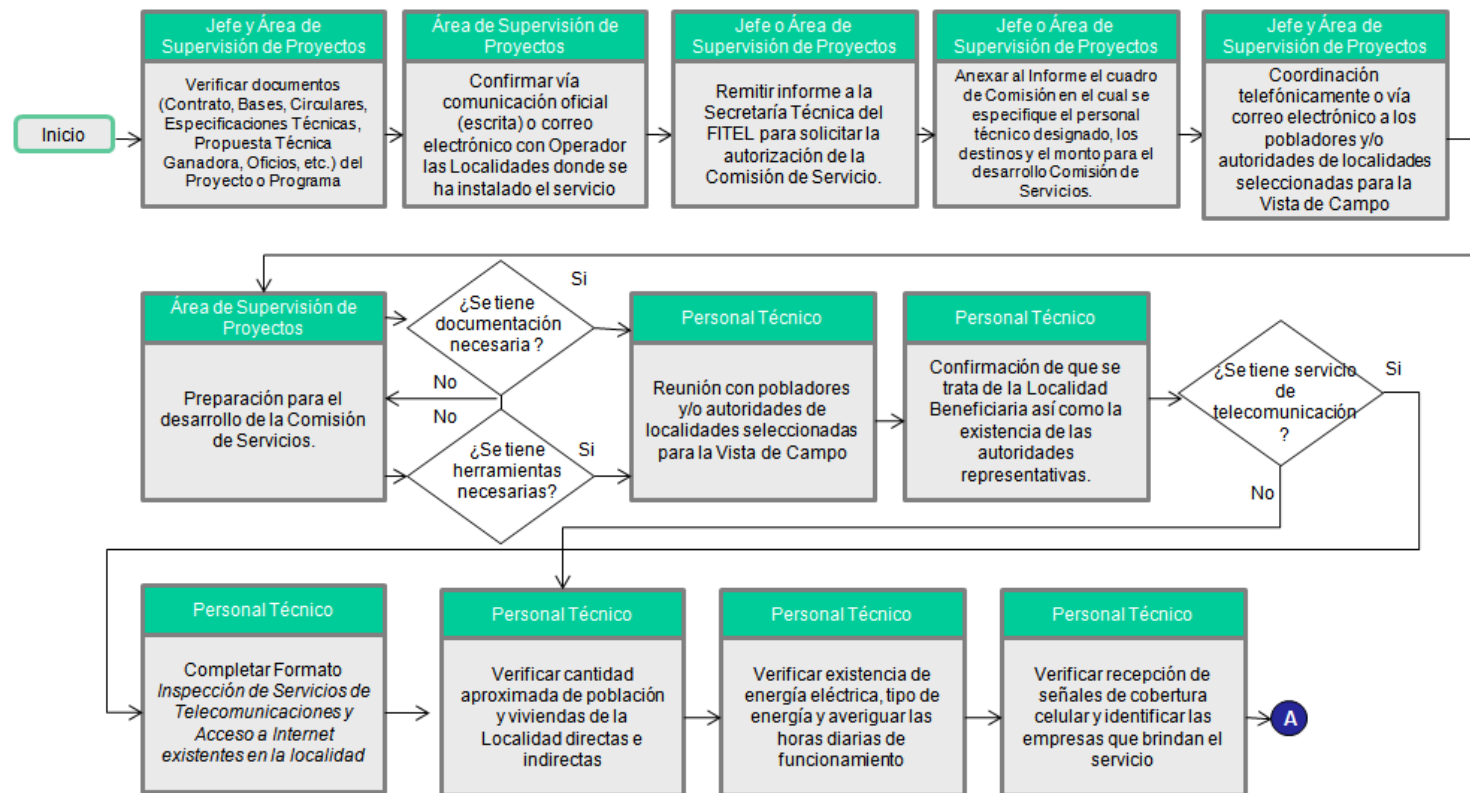 Inicio
Jefe y Área de
Supervisión de Proyectos
Verificar documentos
(Contrato, Bases, Circulares,
Especificaciones Técnicas,
Propuesta Técnica
Ganadora, Oficios, etc.) del
Proyecto o Programa
Área de Supervisión de
Proyectos
Confirmar vía
comunicación oficial
(escrita) o correo
electrónico con Operador
las Localidades donde se
ha instalado el servicio
Jefe o Área de
Supervisión de Proyectos
Remitir informe a la
Secretaría Técnica del
FITEL para solicitar la
autorización de la
Comisión de Servicio.
Jefe o Área de
Supervisión de Proyectos
Anexar al Informe el cuadro
de Comisión en el cual se
especifique el personal
técnico designado, los
destinos y el monto para el
desarrollo Comisión de
Servicios.
Jefe y Área de
Supervisión de Proyectos
Coordinación
telefónicamente o vía
correo electrónico a los
pobladores y/o
autoridades de localidades
seleccionadas para la
Vista de Campo
Área de Supervisión de
Proyectos
Preparación para el
desarrollo de la Comisión
de Servicios.
¿Se tiene
documentación
necesaria ?
Si
No
No
¿Se tiene
herramientas
necesarias?
Si
Personal Técnico
Reunión con pobladores
y/o autoridades de
localidades seleccionadas
para la Vista de Campo
Personal Técnico
Confirmación de que se
trata de la Localidad
Beneficiaria así como la
existencia de las
autoridades
representativas.
¿Se tiene servicio
de
telecomunicación
?
Si
No
Personal Técnico
Completar Formato
Inspección de Servicios de
Telecomunicaciones y
Acceso a Internet
existentes en la localidad
Personal Técnico
Verificar cantidad
aproximada de población
y viviendas de la
Localidad directas e
indirectas
Personal Técnico
Verificar existencia de
energía eléctrica, tipo de
energía y averiguar las
horas diarias de
funcionamiento
Personal Técnico
Verificar recepción de
señales de cobertura
celular y identificar las
empresas que brindan el
servicio
A